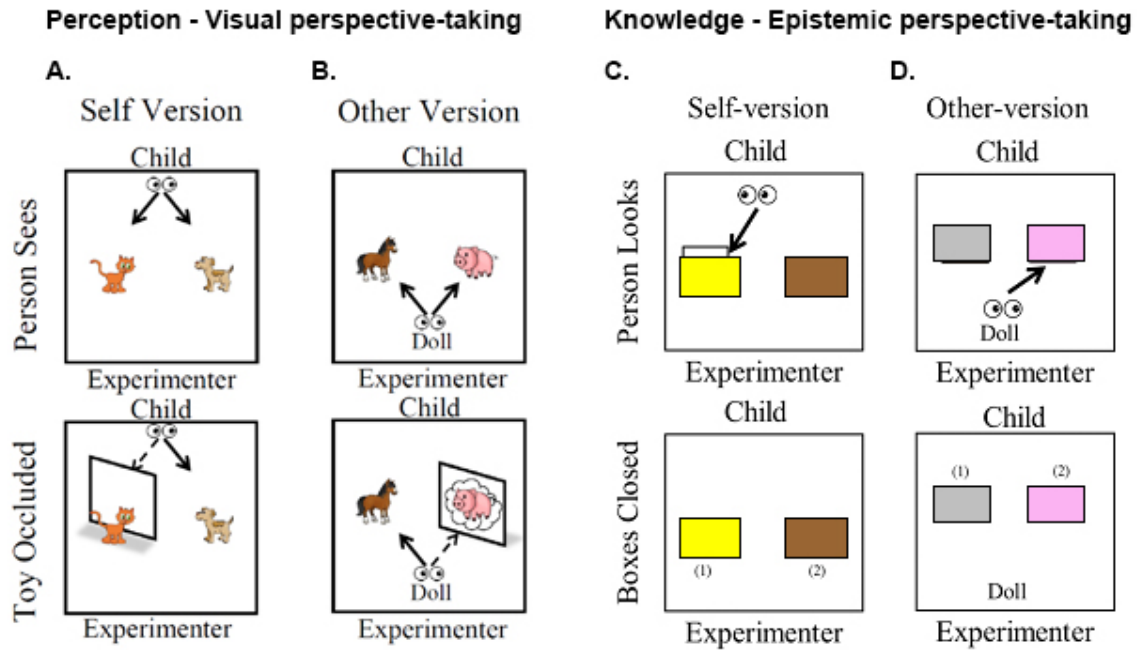 Perception - Visual perspective-taking
Knowledge - Epistemic perspective-taking
A.
B.
C.
D.
Self Version
Other Version
Self-version
Other-version
Child
Child
Child
Child
Person Sees
Person Looks
Doll
Doll
Experimenter
Experimenter
Experimenter
Experimenter
Child
Child
Child
Child
Toy Occluded
Boxes Closed
(1)
(2)
(1)
(2)
Doll
Doll
Experimenter
Experimenter
Experimenter
Experimenter